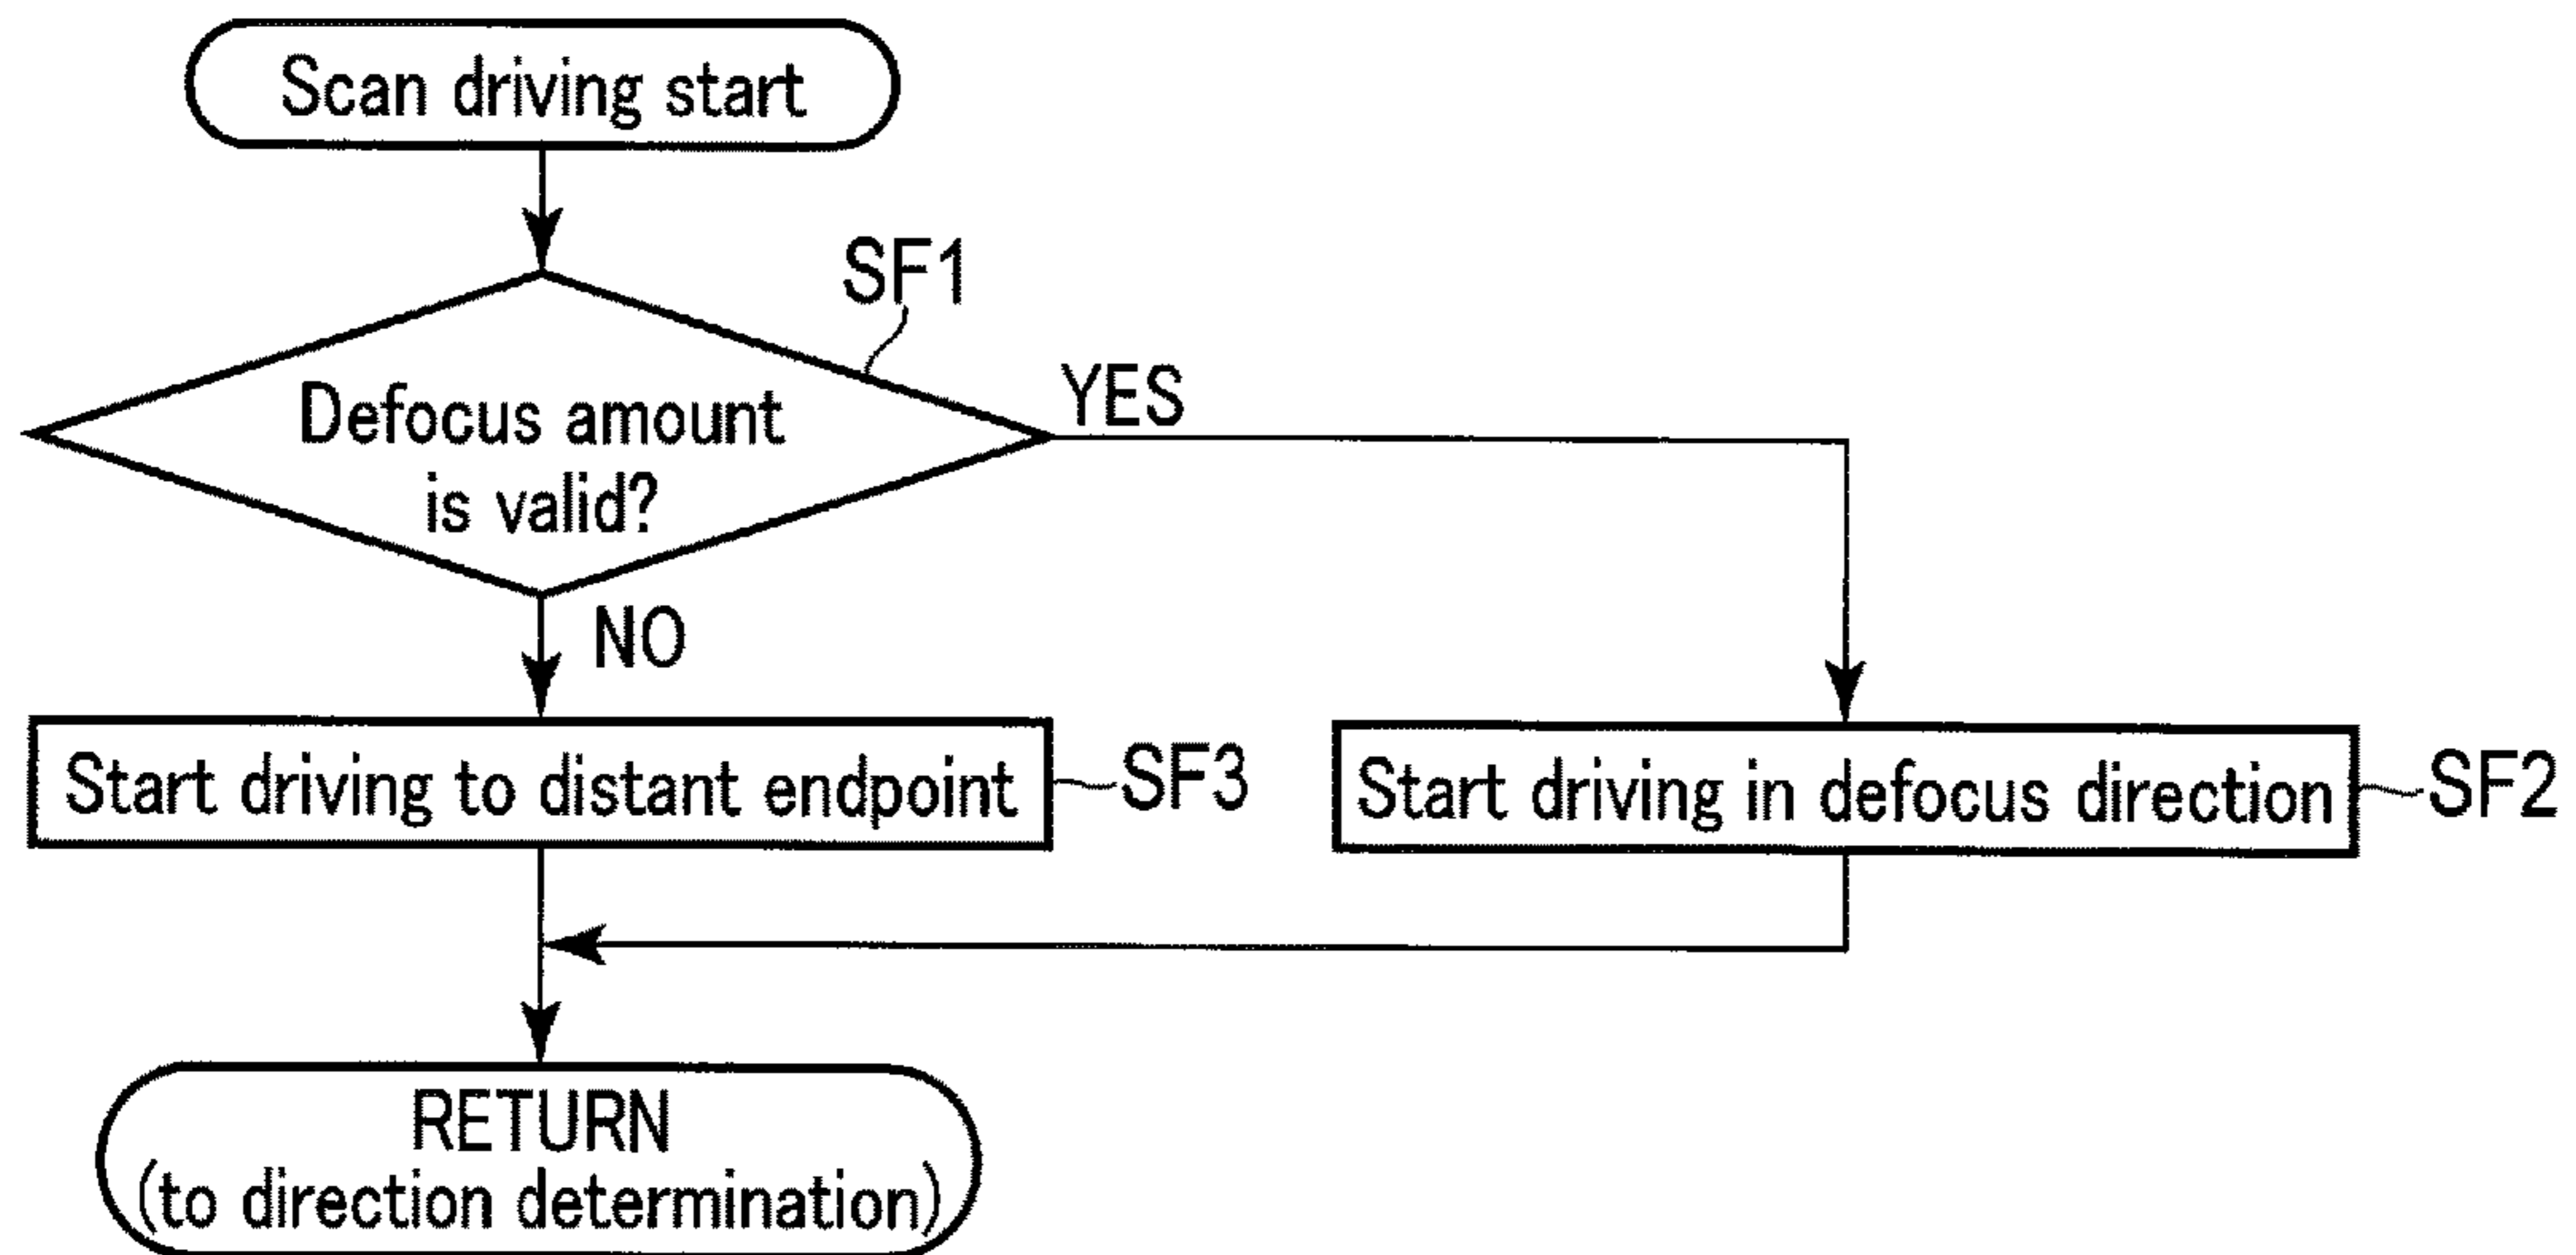 Scan driving start
SF1
Defocus amount
is valid?
YES
NO
Start driving to distant endpoint
SF3
Start driving in defocus direction
SF2
RETURN
(to direction determination)